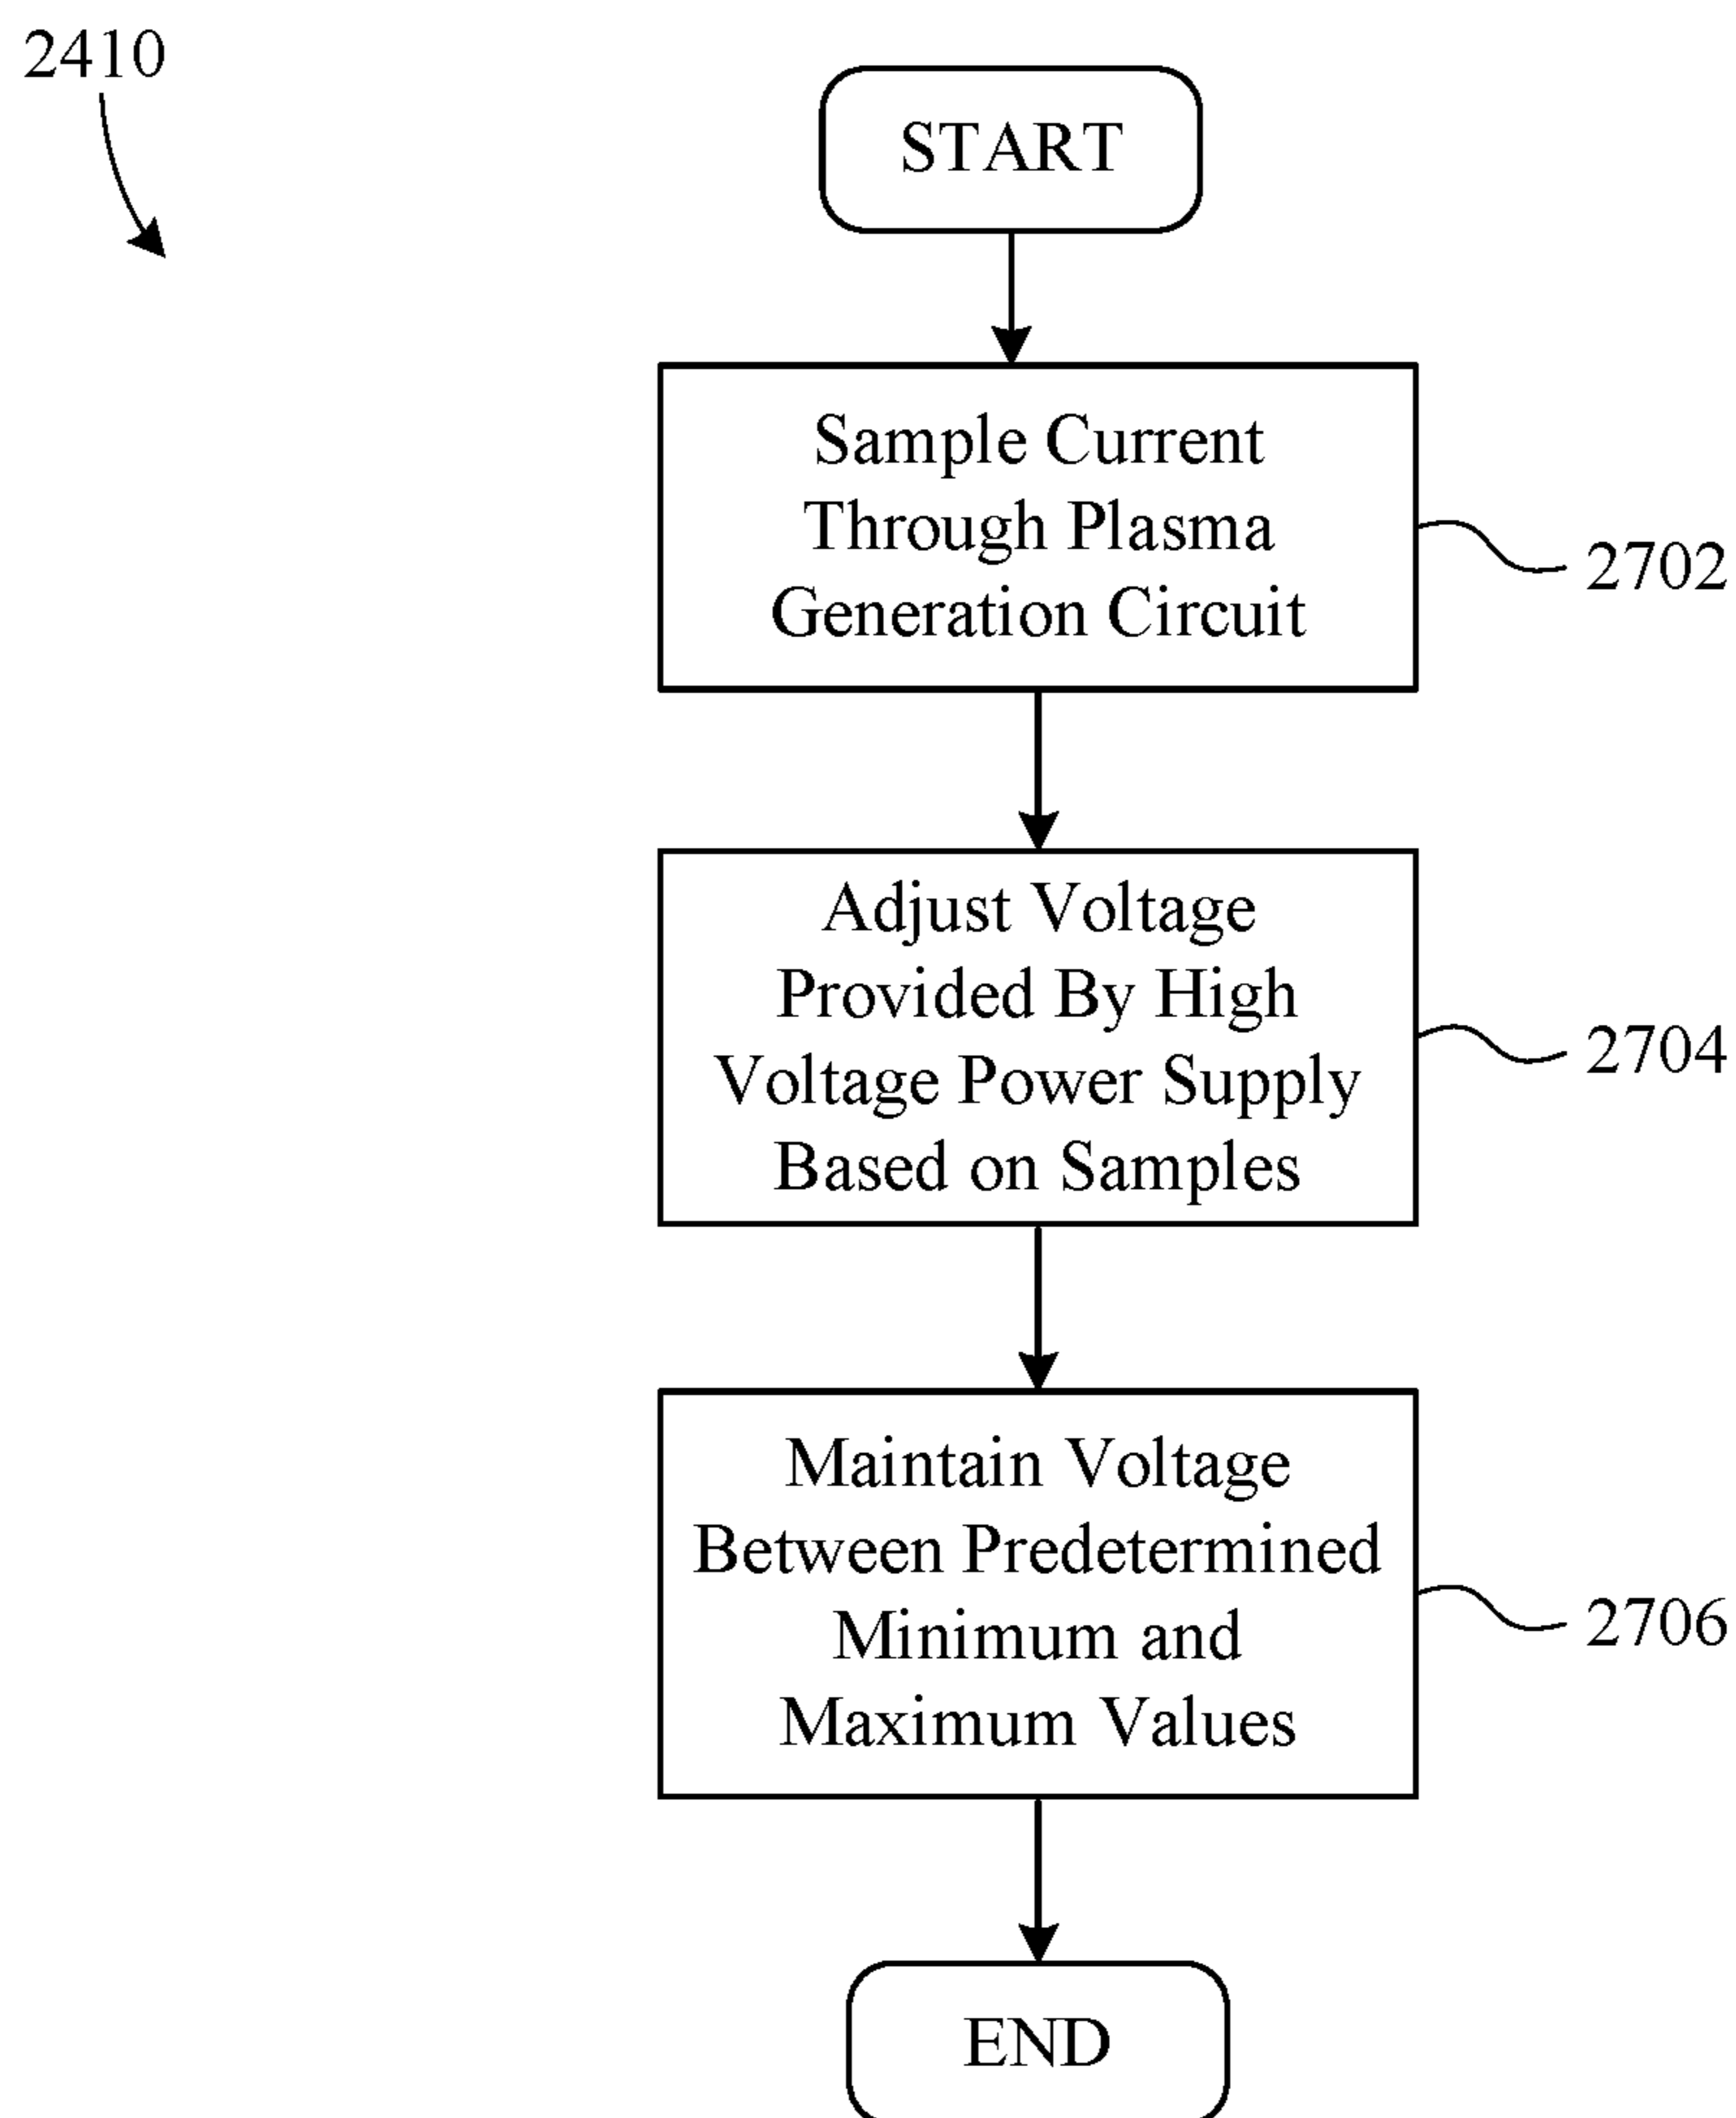 2410
START
Sample Current
Through Plasma
Generation Circuit
2702
Adjust Voltage
Provided By High
Voltage Power Supply
Based on Samples
2704
Maintain Voltage
Between Predetermined
Minimum and
Maximum Values
2706
END